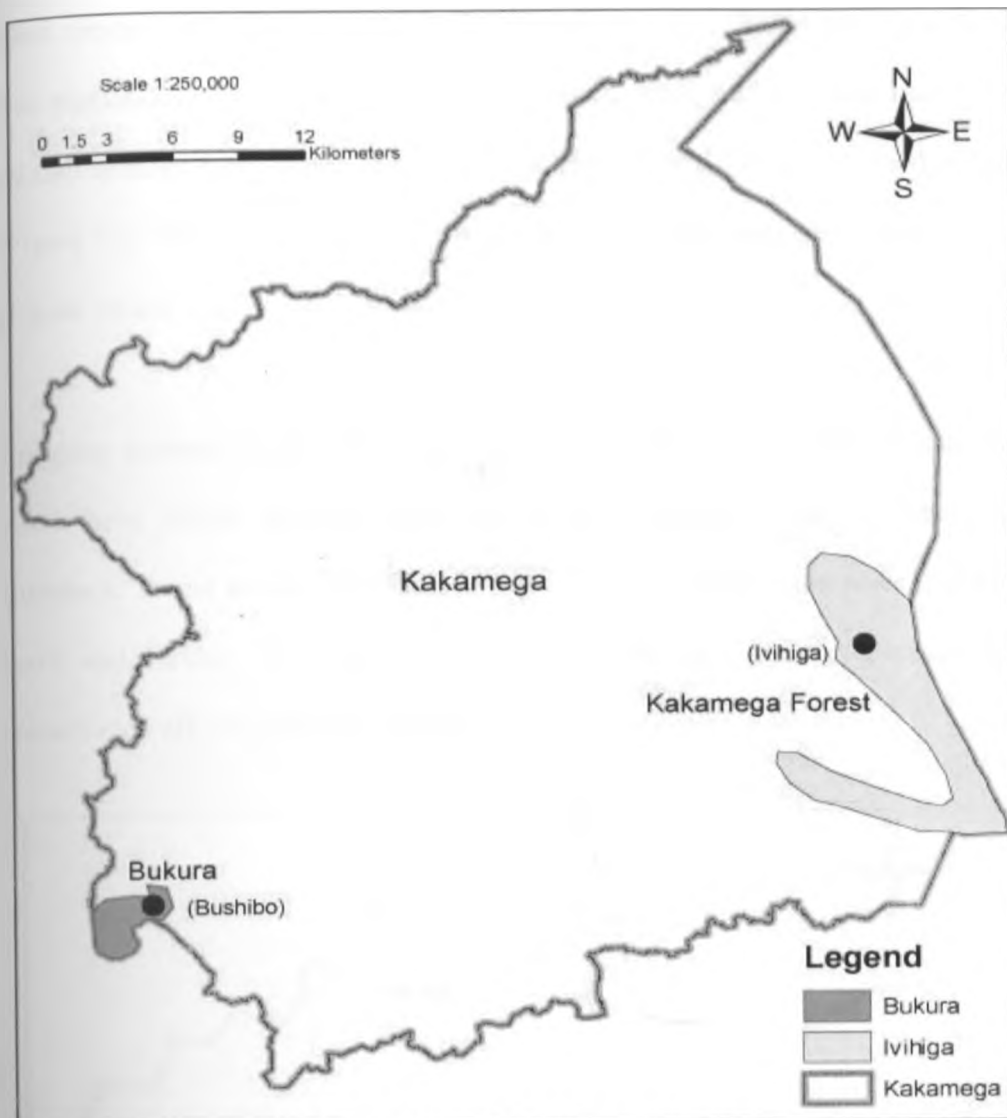 Scale 1:250,000
0 1.5 3 6 9 12
Kilometers
N
W E
S
Kakamega
(Ivihiga)
Kakamega Forest
Bukura
(Bushibo)
Legend
Bukura
Ivihiga
Kakamega